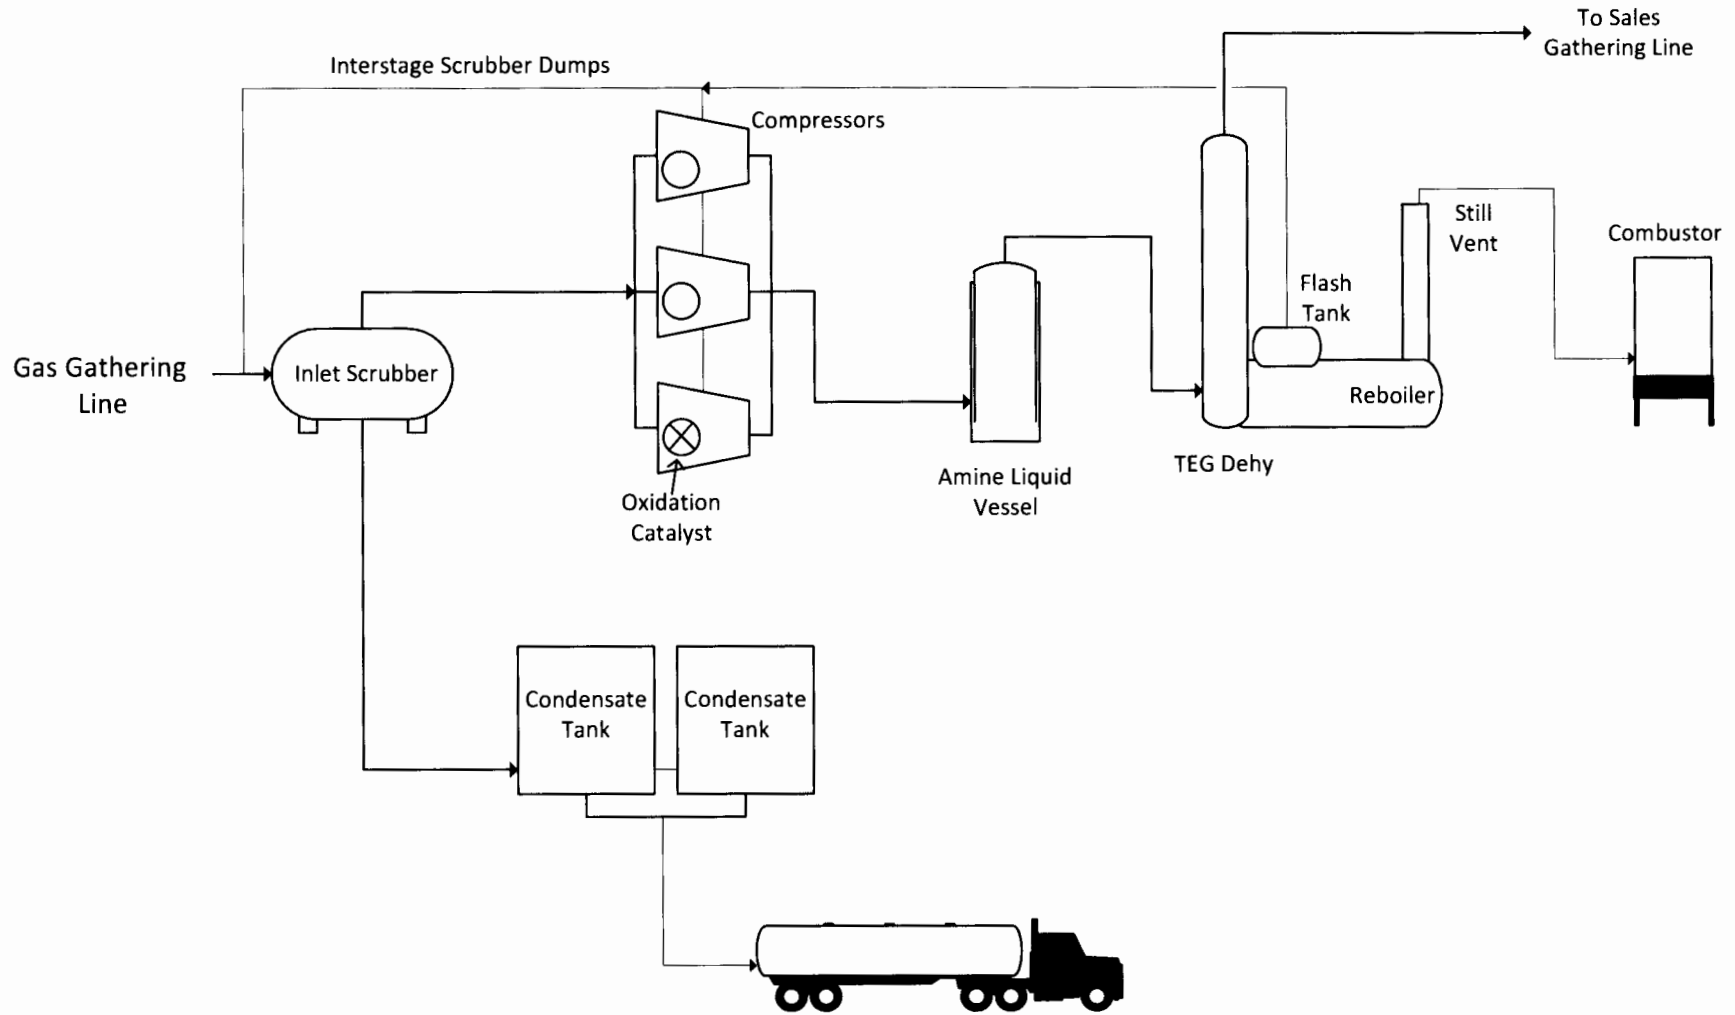 To Sales
Gathering Line
Interstage Scrubber Dumps
Compressors
Still
Vent
Combustor
Flash
Tank
Gas Gathering
Line
Inlet Scrubber
Reboiler
TEG Dehy
Amine Liquid
Vessel
Oxidation
Catalyst
Condensate
Tank
Condensate
Tank